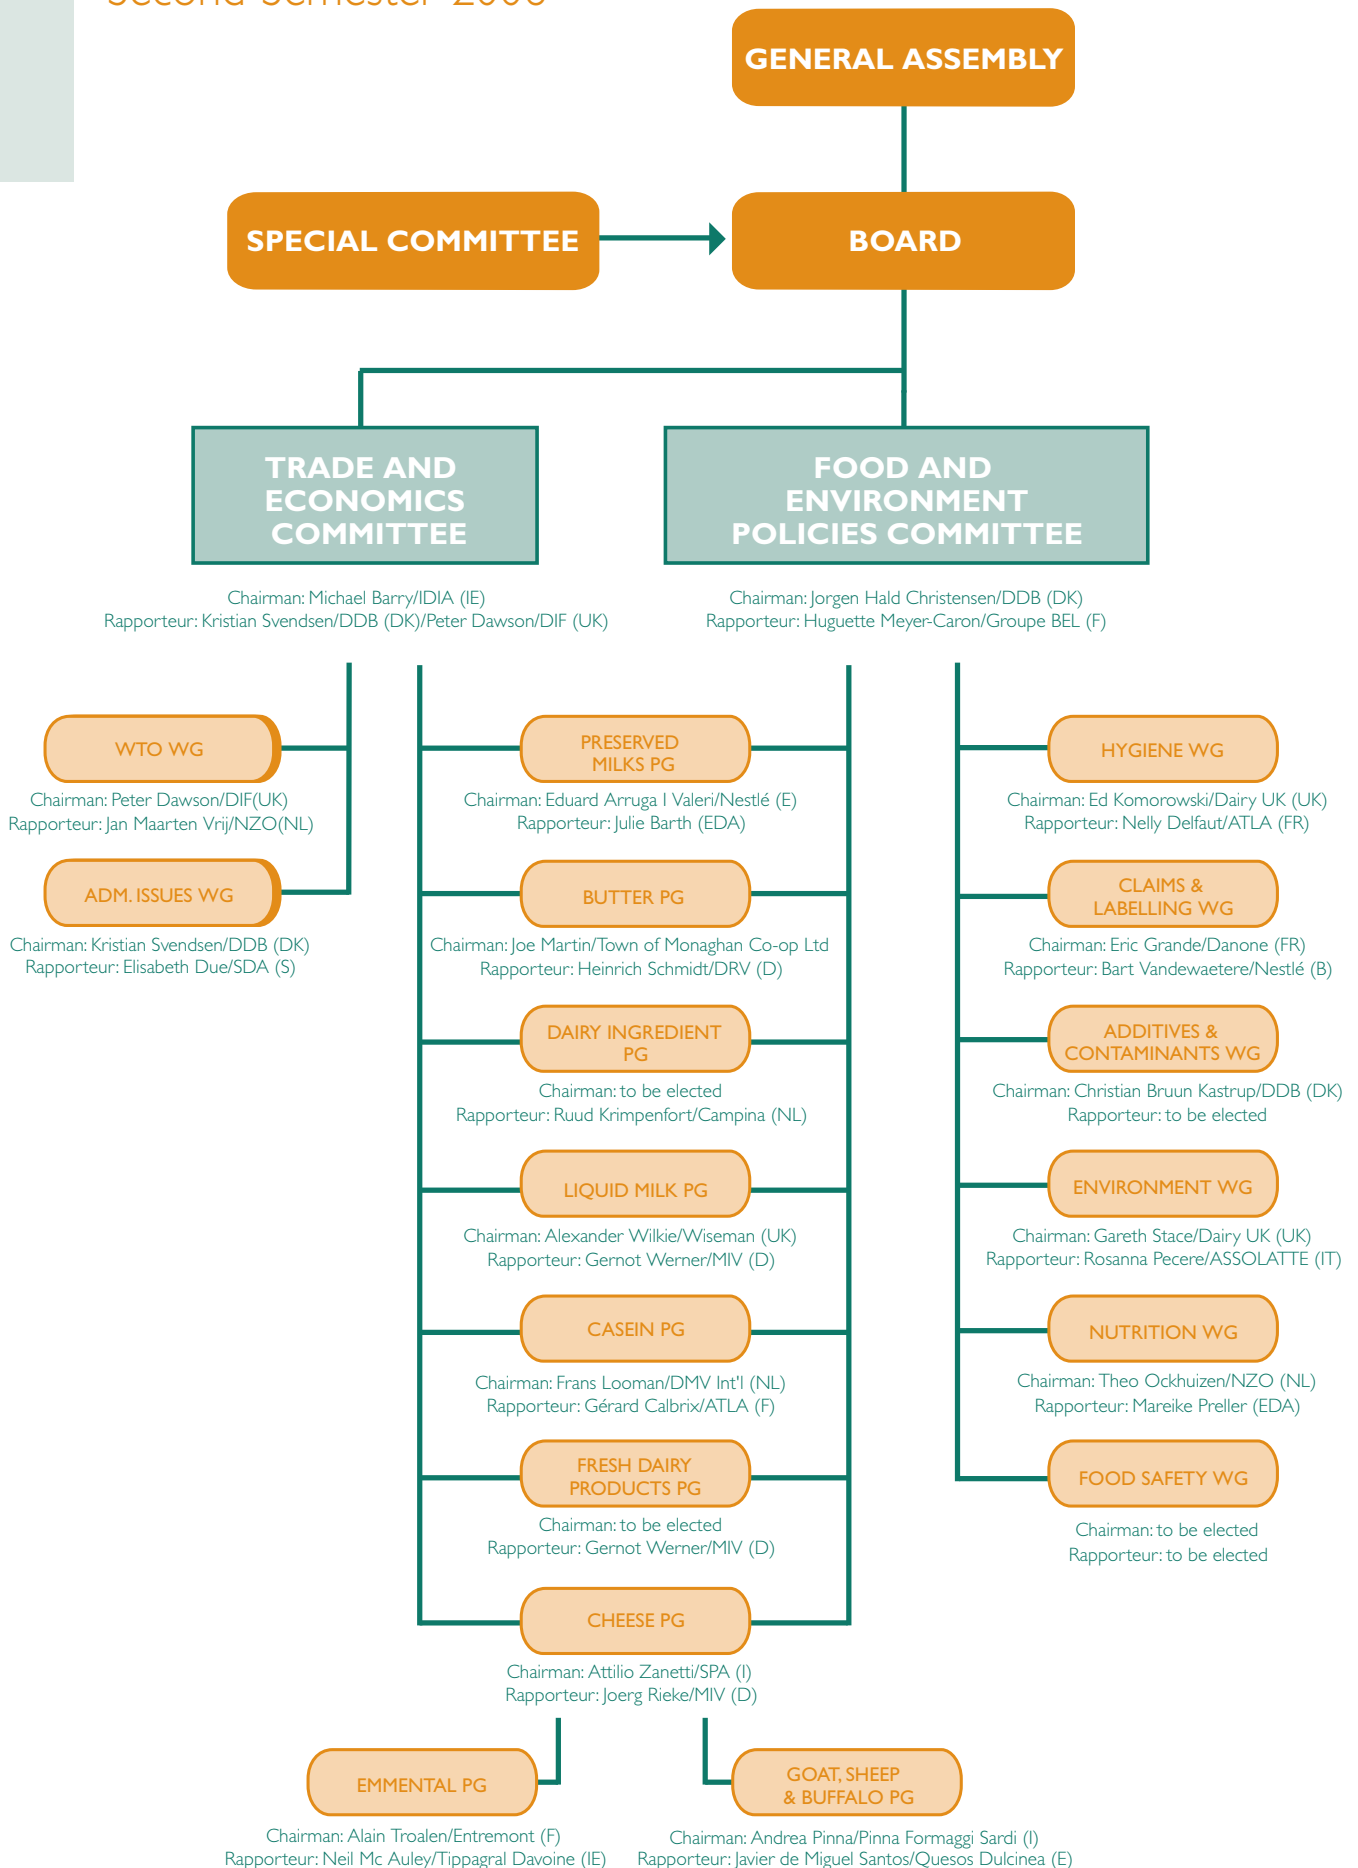 Second Semester 2006
GENERAL ASSEMBLY
SPECIAL COMMITTEE
BOARD
TRADE AND
ECONOMICS
COMMITTEE
Chairman: Michael Barry/IDIA (IE)
Rapporteur: Kristian Svendsen/DDB (DK)/Peter Dawson/DIF (UK)
FOOD AND
ENVIRONMENT
POLICIES COMMITTEE
Chairman: Jorgen Hald Christensen/DDB (DK)
Rapporteur: Huguette Meyer-Caron/Groupe BEL (F)
WTO WG
Chairman: Peter Dawson/DIF(UK)
Rapporteur: Jan Maarten Vrij/NZO(NL)
ADM. ISSUES WG
Chairman: Kristian Svendsen/DDB (DK)
Rapporteur: Elisabeth Due/SDA (S)
PRESERVED
MILKS PG
Chairman: Eduard Arruga I Valeri/Nestlé (E)
Rapporteur: Julie Barth (EDA)
BUTTER PG
Chairman: Joe Martin/Town of Monaghan Co-op Ltd
Rapporteur: Heinrich Schmidt/DRV (D)
DAIRY INGREDIENT
PG
Chairman: to be elected
Rapporteur: Ruud Krimpenfort/Campina (NL)
LIQUID MILK PG
Chairman: Alexander Wilkie/Wiseman (UK)
Rapporteur: Gernot Werner/MIV (D)
CASEIN PG
Chairman: Frans Looman/DMV Int'l (NL)
Rapporteur: Gérard Calbrix/ATLA (F)
FRESH DAIRY
PRODUCTS PG
Chairman: to be elected
Rapporteur: Gernot Werner/MIV (D)
CHEESE PG
Chairman: Attilio Zanetti/SPA (I)
Rapporteur: Joerg Rieke/MIV (D)
HYGIENE WG
Chairman: Ed Komorowski/Dairy UK (UK)
Rapporteur: Nelly Delfaut/ATLA (FR)
CLAIMS &
LABELLING WG
Chairman: Eric Grande/Danone (FR)
Rapporteur: Bart Vandewaetere/Nestlé (B)
ADDITIVES &
CONTAMINANTS WG
Chairman: Christian Bruun Kastrup/DDB (DK)
Rapporteur: to be elected
ENVIRONMENT WG
Chairman: Gareth Stace/Dairy UK (UK)
Rapporteur: Rosanna Pecere/ASSOLATTE (IT)
NUTRITION WG
Chairman: Theo Ockhuizen/NZO (NL)
Rapporteur: Mareike Preller (EDA)
FOOD SAFETY WG
Chairman: to be elected
Rapporteur: to be elected
EMMENTAL PG
Chairman: Alain Troalen/Entremont (F)
Rapporteur: Neil Mc Auley/Tippagral Davoine (IE)
GOAT, SHEEP
& BUFFALO PG
Chairman: Andrea Pinna/Pinna Formaggi Sardi (I)
Rapporteur: Javier de Miguel Santos/Quesos Dulcinea (E)